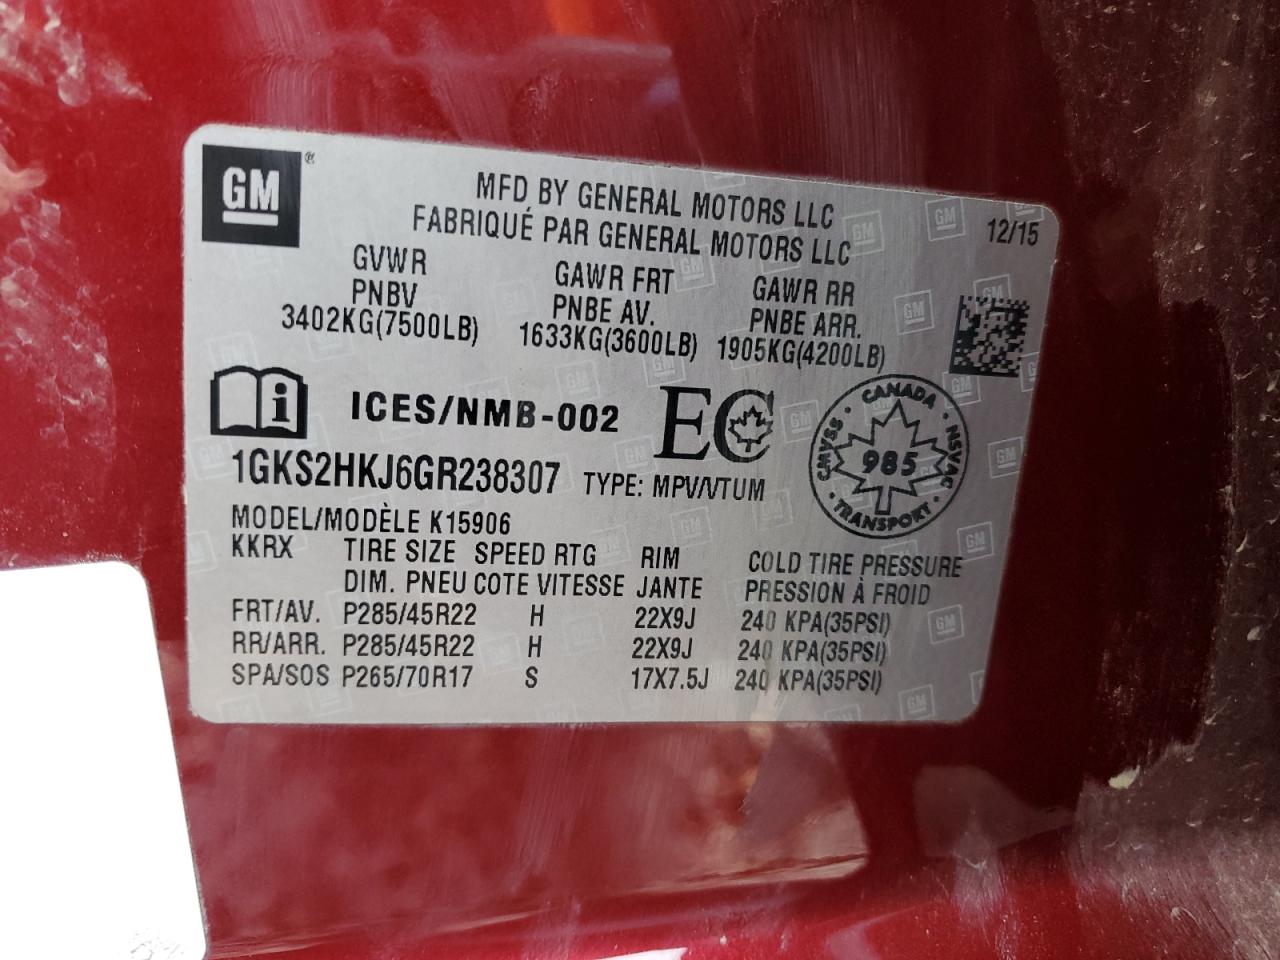 GM®
MFD BY GENERAL MOTORS LLC
FABRIQUÉ PAR GENERAL MOTORS LLC
12/15
GVWR GAWR FRT GAWR RR
PNBV PNBE AV. PNBE ARR.
3402KG(7500LB) 1633KG(3600LB) 1905KG(4200LB)
i ICES/NMB-002 EC
CANADA
CMVSS 985 NSVAC
TRANSPORT
1GKS2HKJ6GR238307 TYPE: MPV/VTUM
MODEL/MODÈLE K15906
KKRX TIRE SIZE SPEED RTG RIM COLD TIRE PRESSURE
DIM. PNEU COTE VITESSE JANTE PRESSION À FROID
FRT/AV. P285/45R22 H 22X9J 240 KPA(35PSI)
RR/ARR. P285/45R22 H 22X9J 240 KPA(35PSI)
SPA/SOS P265/70R17 S 17X7.5J 240 KPA(35PSI)